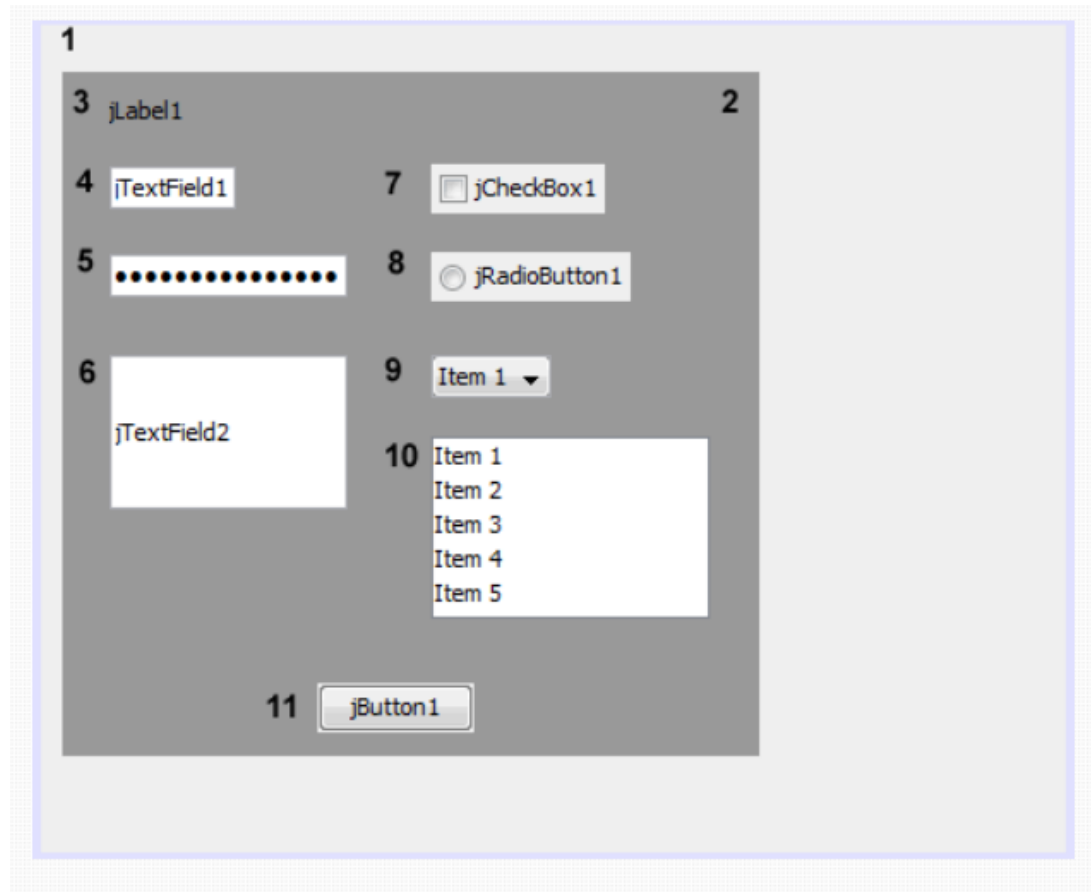 1
3 jLabel1 2
4 jTextField1 7 jCheckBox1
5 ●●●●●●●●●●●●●●● 8 jRadioButton1
6 jTextField2 9 Item 1
10 Item 1
Item 2
Item 3
Item 4
Item 5
11 jButton1